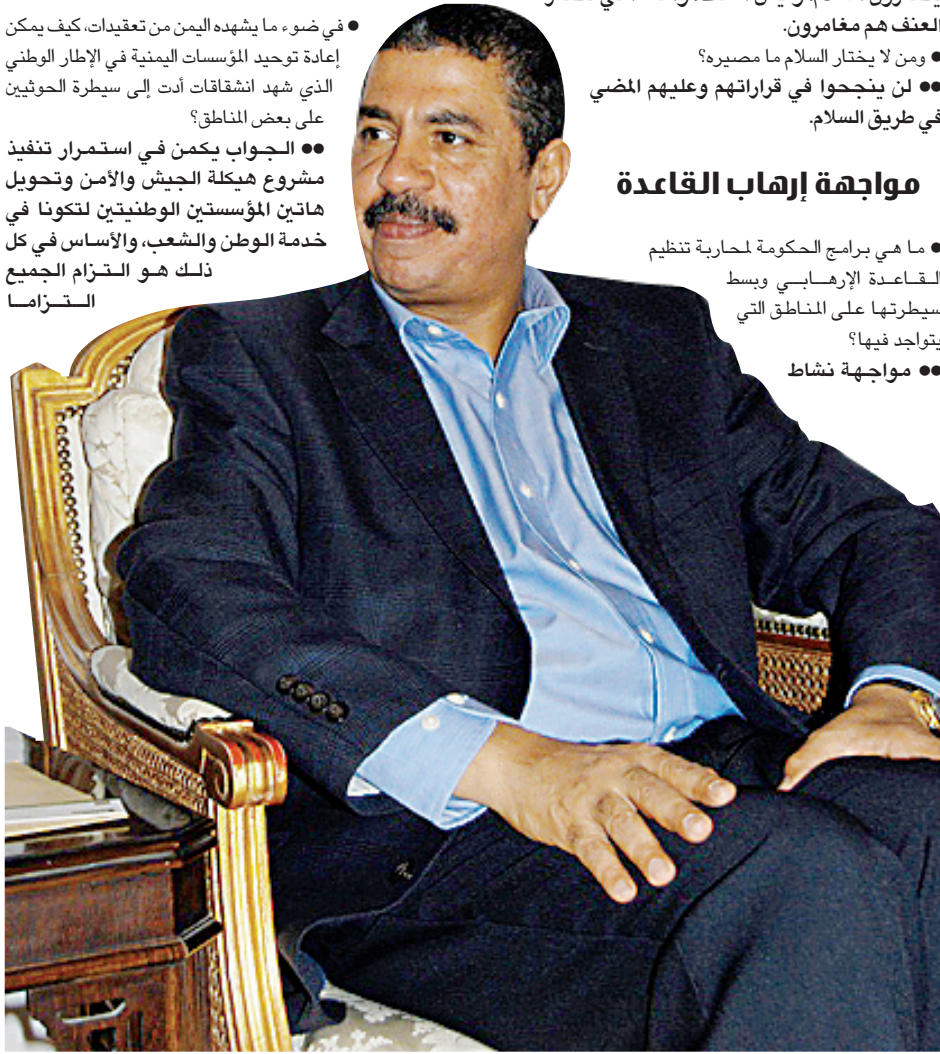 العنف هم مغامرون.
● ومن لا يختار السلام ما مصيره؟
●● لن ينجحوا في قراراتهم وعليهم المضي
في طريق السلام.
مواجهة إرهاب القاعدة
● ما هي برامج الحكومة لمحاربة تنظيم
القاعدة الإرهابي وبسط
سيطرتها على المناطق التي
يتواجد فيها؟
●● مواجهة نشاط
● في ضوء ما يشهده اليمن من تعقيدات، كيف يمكن
إعادة توحيد المؤسسات اليمنية في الإطار الوطني
الذي شهد انشقاقات أدت إلى سيطرة الحوثيين
على بعض المناطق؟
●● الجواب يكمن في استمرار تنفيذ
مشروع هيكلة الجيش والأمن وتحويل
هاتين المؤسستين الوطنيتين لتكونا في
خدمة الوطن والشعب، والأساس في كل
ذلك هو التزام الجميع
التزاما